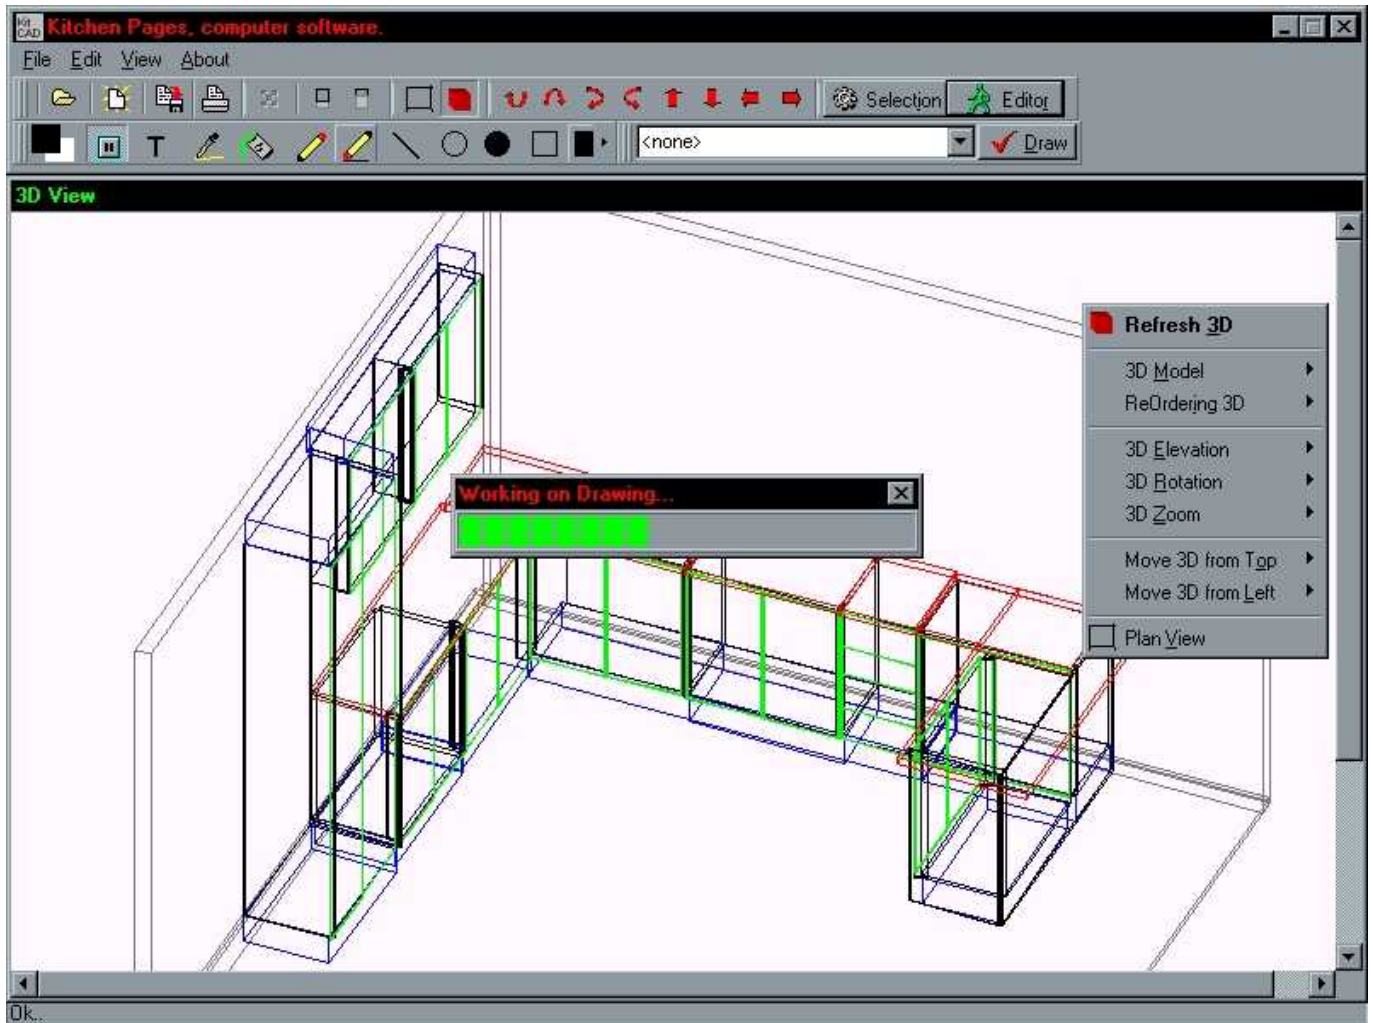 Kit CAD Kitchen Pages, computer software.
File Edit View About
Selection Editor
T <none> Draw
3D View
Refresh 3D
3D Model
ReOrdering 3D
3D Elevation
3D Rotation
3D Zoom
Move 3D from Top
Move 3D from Left
Plan View
Working on Drawing...
Ok..